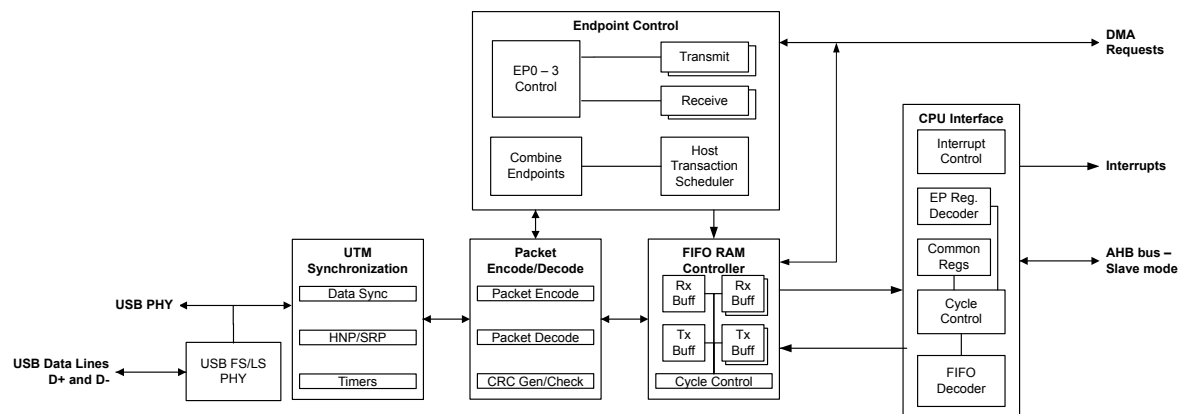 Endpoint Control
EP0 – 3
Control
Transmit
Receive
Combine
Endpoints
Host
Transaction
Scheduler
DMA
Requests
CPU Interface
Interrupt
Control
Interrupts
EP Reg.
Decoder
Common
Regs
AHB bus –
Slave mode
Cycle
Control
FIFO
Decoder
UTM
Synchronization
Data Sync
HNP/SRP
Timers
Packet
Encode/Decode
Packet Encode
Packet Decode
CRC Gen/Check
FIFO RAM
Controller
Rx
Buff
Rx
Buff
Tx
Buff
Tx
Buff
Cycle Control
USB PHY
USB Data Lines
D+ and D-
USB FS/LS
PHY